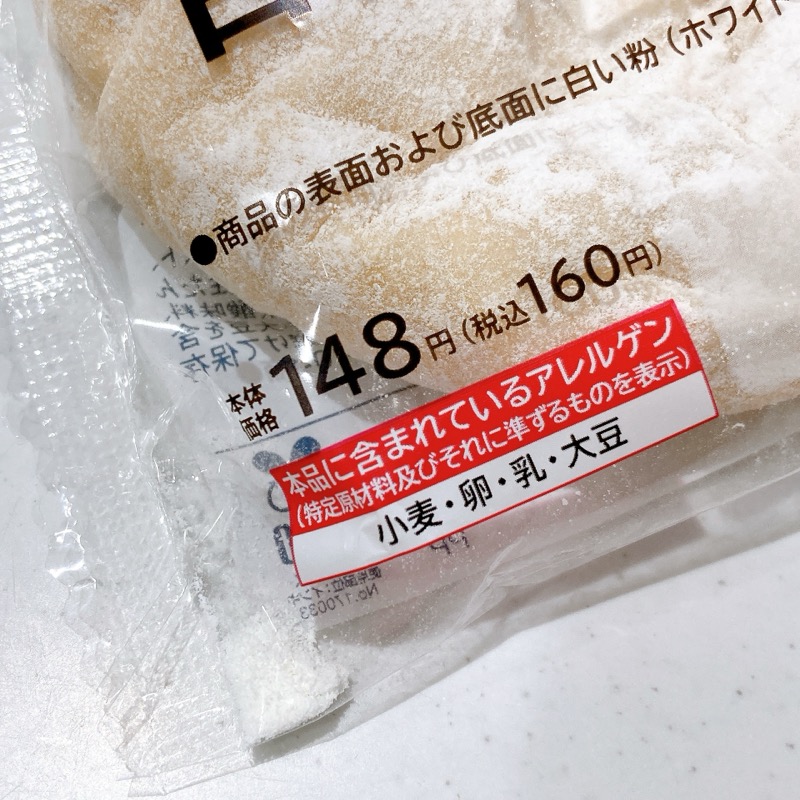 ●商品の表面および底面に白い粉（ホワイト
本体価格148円（税込160円）
本品に含まれているアレルゲン
（特定原材料及びそれに準ずるものを表示）
小麦・卵・乳・大豆
No.170033